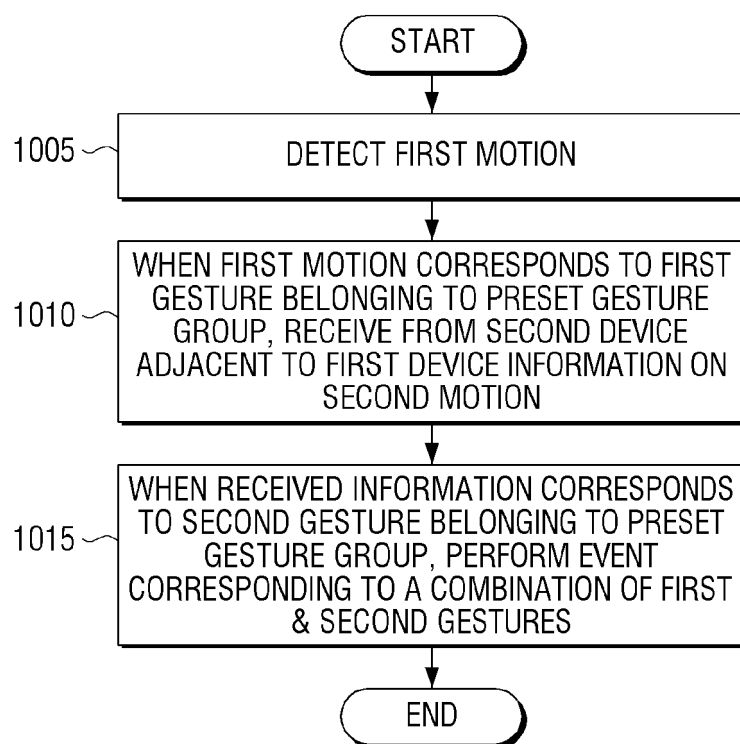 START
1005
DETECT FIRST MOTION
1010
WHEN FIRST MOTION CORRESPONDS TO FIRST
GESTURE BELONGING TO PRESET GESTURE
GROUP, RECEIVE FROM SECOND DEVICE
ADJACENT TO FIRST DEVICE INFORMATION ON
SECOND MOTION
1015
WHEN RECEIVED INFORMATION CORRESPONDS
TO SECOND GESTURE BELONGING TO PRESET
GESTURE GROUP, PERFORM EVENT
CORRESPONDING TO A COMBINATION OF FIRST
& SECOND GESTURES
END